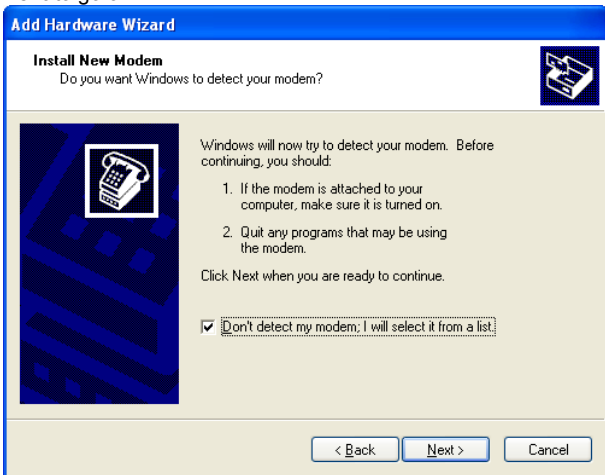 Add Hardware Wizard
Install New Modem
Do you want Windows to detect your modem?
Windows will now try to detect your modem. Before
continuing, you should:
1. If the modem is attached to your
computer, make sure it is turned on.
2. Quit any programs that may be using
the modem.
Click Next when you are ready to continue.
Don't detect my modem; I will select it from a list.
< Back Next > Cancel